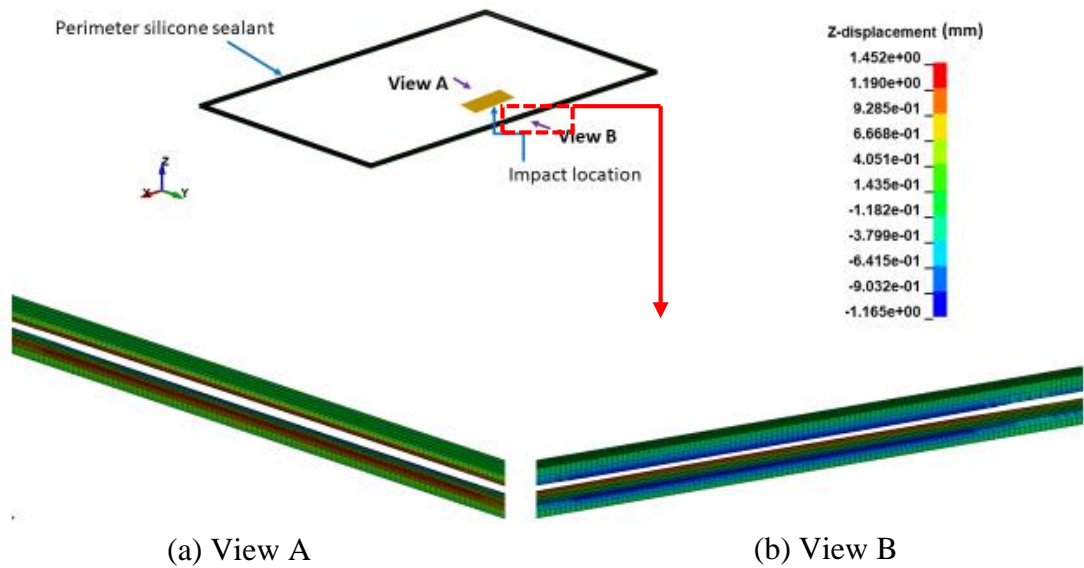 Perimeter silicone sealant
View A
View B
Impact location
Z
X
Y
Z-displacement (mm)
1.452e+00
1.190e+00
9.285e-01
6.668e-01
4.051e-01
1.435e-01
-1.182e-01
-3.799e-01
-6.415e-01
-9.032e-01
-1.165e+00
(a) View A
(b) View B